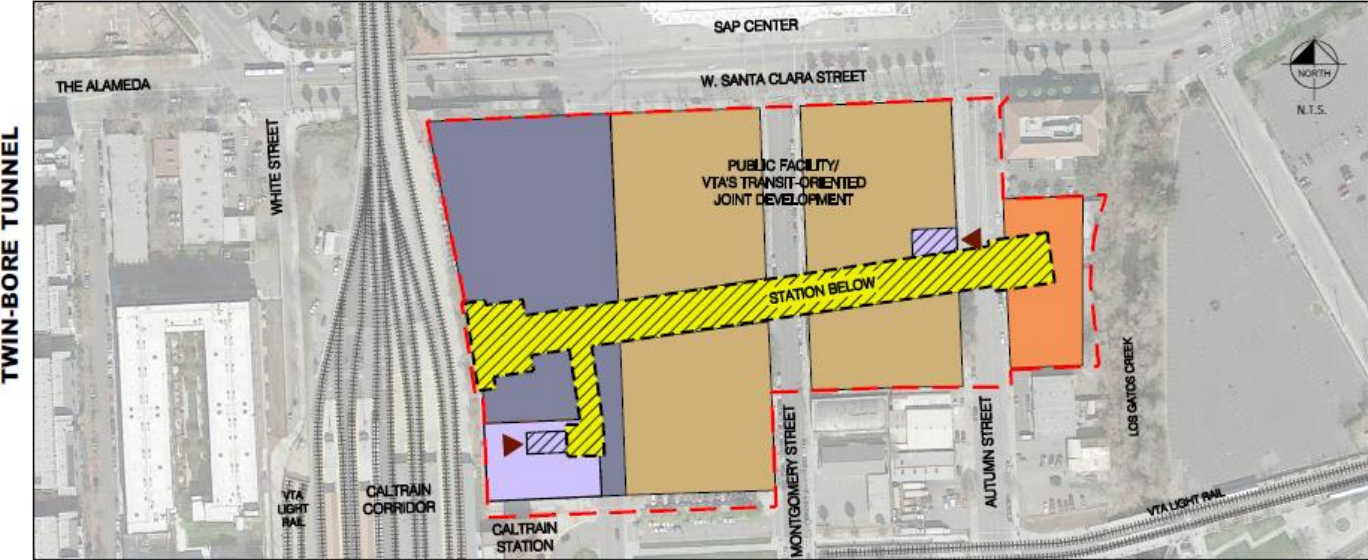 TWIN-BORE TUNNEL
SAP CENTER
THE ALAMEDA
W. SANTA CLARA STREET
NORTH
N.T.S.
WHITE STREET
PUBLIC FACILITY/
VTA'S TRANSIT-ORIENTED
JOINT DEVELOPMENT
STATION BELOW
LOS GATOS CREEK
MONTGOMERY STREET
AUTUMN STREET
VTA
LIGHT
RAIL
CALTRAIN
CORRIDOR
CALTRAIN
STATION
VTA LIGHT RAIL